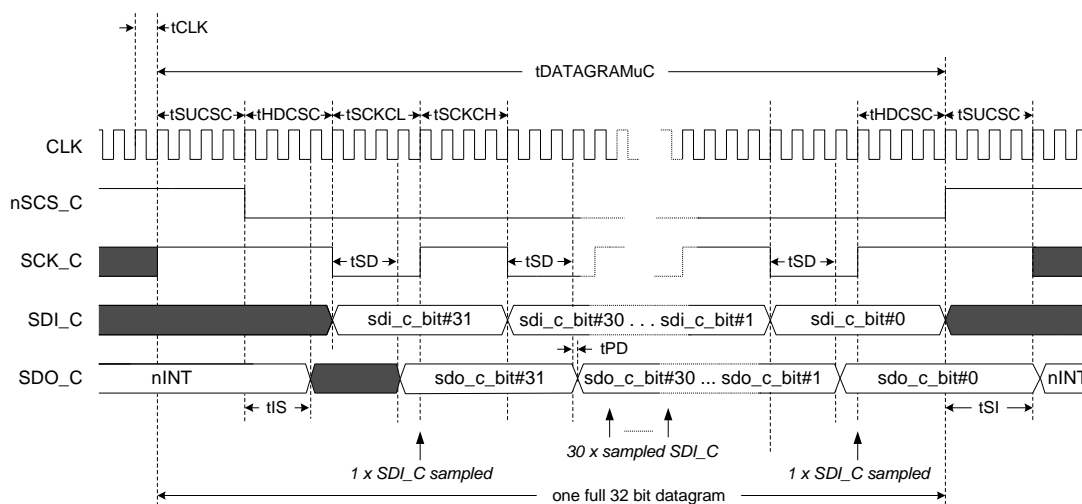 tCLK
tDATAGRAMuC
tSUCSC tHDCSC tSCKCL tSCKCH tHDCSC tSUCSC
CLK
nSCS_C
SCK_C tSD tSD tSD
SDI_C sdi_c_bit#31 sdi_c_bit#30 . . . sdi_c_bit#1 sdi_c_bit#0
tPD
SDO_C nINT sdo_c_bit#31 sdo_c_bit#30 ... sdo_c_bit#1 sdo_c_bit#0 nINT
tIS tSI
1 x SDI_C sampled 30 x sampled SDI_C 1 x SDI_C sampled
one full 32 bit datagram